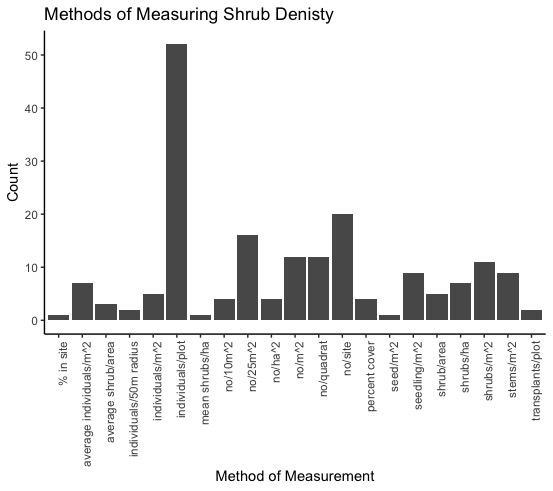 Methods of Measuring Shrub Denisty
Count
50
40
30
20
10
0
% in site
average individuals/m^2
average shrub/area
individuals/50m radius
individuals/m^2
individuals/plot
mean shrubs/ha
no/10m^2
no/25m^2
no/ha^2
no/m^2
no/quadrat
no/site
percent cover
seed/m^2
seedling/m^2
shrub/area
shrubs/ha
shrubs/m^2
stems/m^2
transplants/plot
Method of Measurement